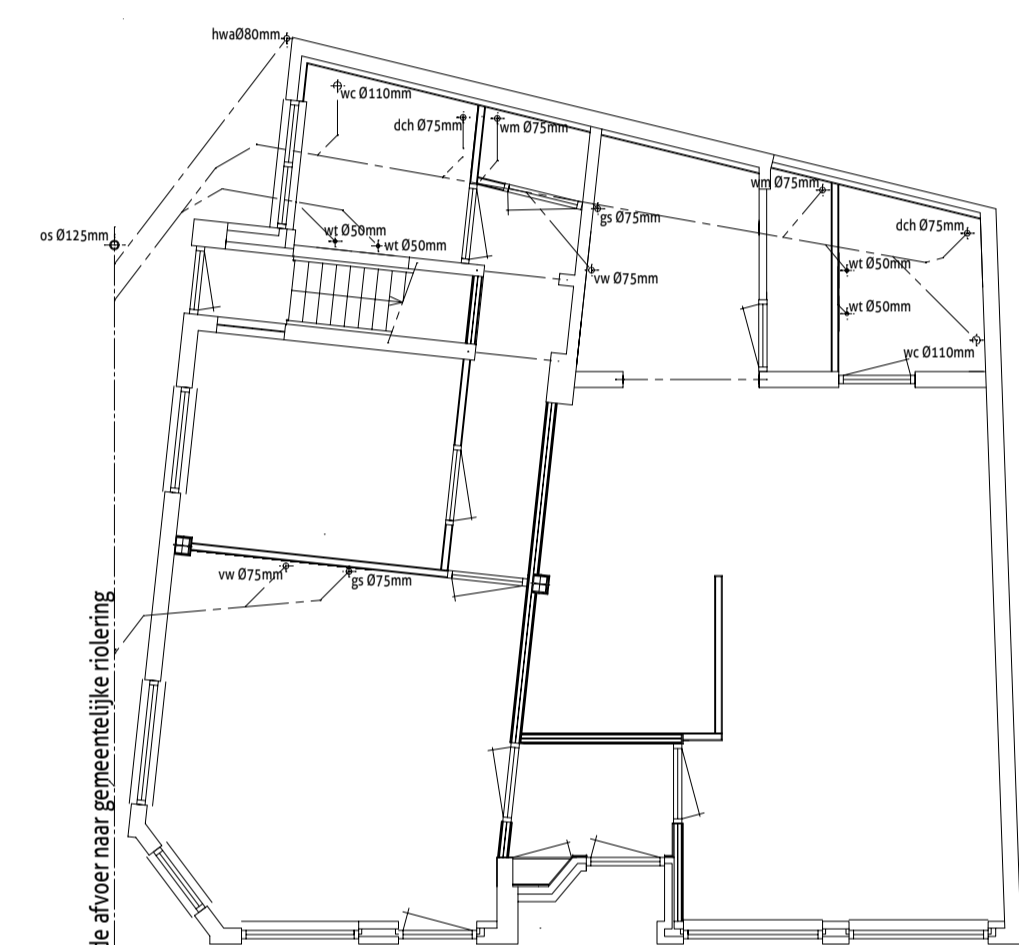 hwaØ80mm
wc Ø110mm
dch Ø75mm
wm Ø75mm
wm Ø75mm
gs Ø75mm
dch Ø75mm
os Ø125mm
wt Ø50mm
wt Ø50mm
wt Ø50mm
vw Ø75mm
wt Ø50mm
wc Ø110mm
vw Ø75mm
gs Ø75mm
de afvoer naar gemeentelijke riolering